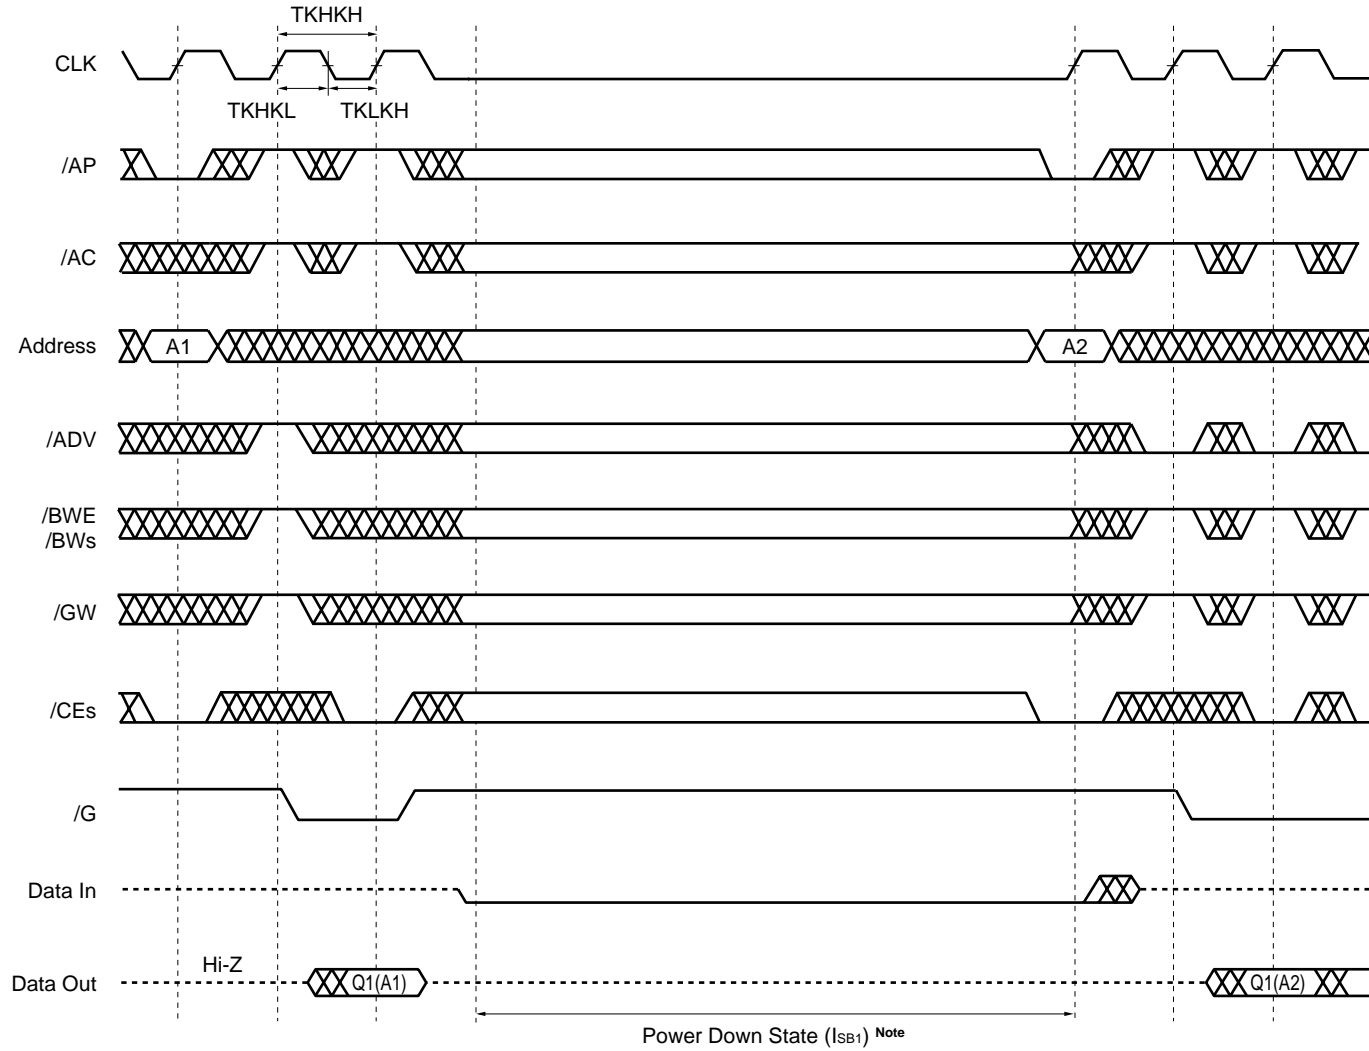 TKHKH
CLK
TKHKL TKLKH
/AP
/AC
Address A1 A2
/ADV
/BWE
/BWs
/GW
/CEs
/G
Data In
Hi-Z
Data Out Q1(A1) Q1(A2)
Power Down State (ISB1) Note